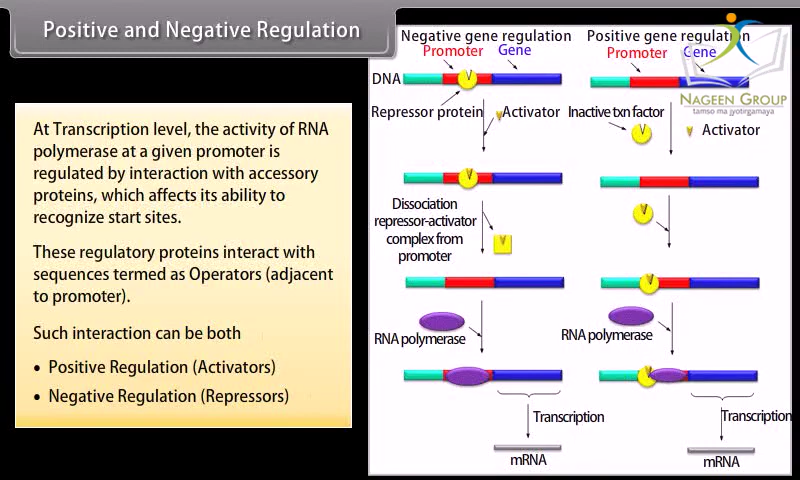 Positive and Negative Regulation
At Transcription level, the activity of RNA
polymerase at a given promoter is
regulated by interaction with accessory
proteins, which affects its ability to
recognize start sites.
These regulatory proteins interact with
sequences termed as Operators (adjacent
to promoter).
Such interaction can be both
• Positive Regulation (Activators)
• Negative Regulation (Repressors)
Negative gene regulation
Promoter Gene
DNA
Repressor protein
Activator
Dissociation
repressor-activator
complex from
promoter
RNA polymerase
Transcription
mRNA
Positive gene regulation
Promoter Gene
Inactive txn factor
Activator
RNA polymerase
Transcription
mRNA
NAGEEN GROUP
tamso ma jyotirgamaya